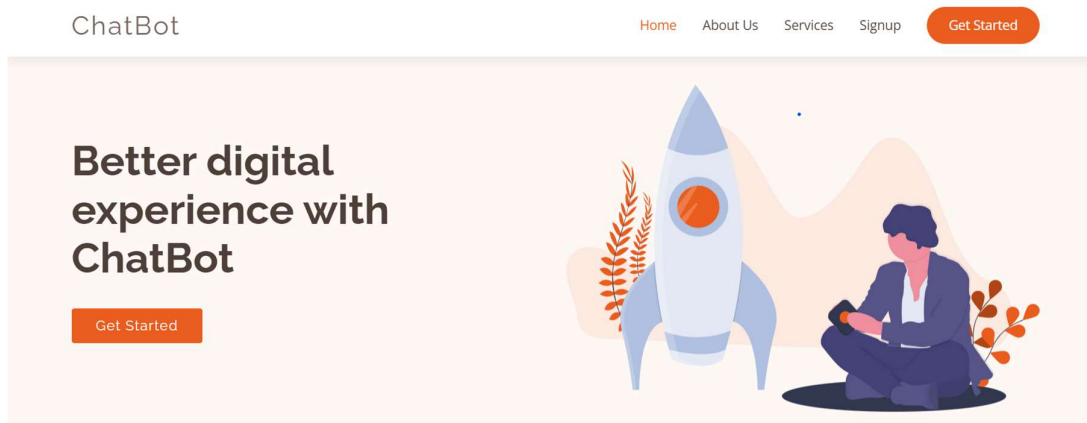 ChatBot
Home About Us Services Signup Get Started
Better digital
experience with
ChatBot
Get Started